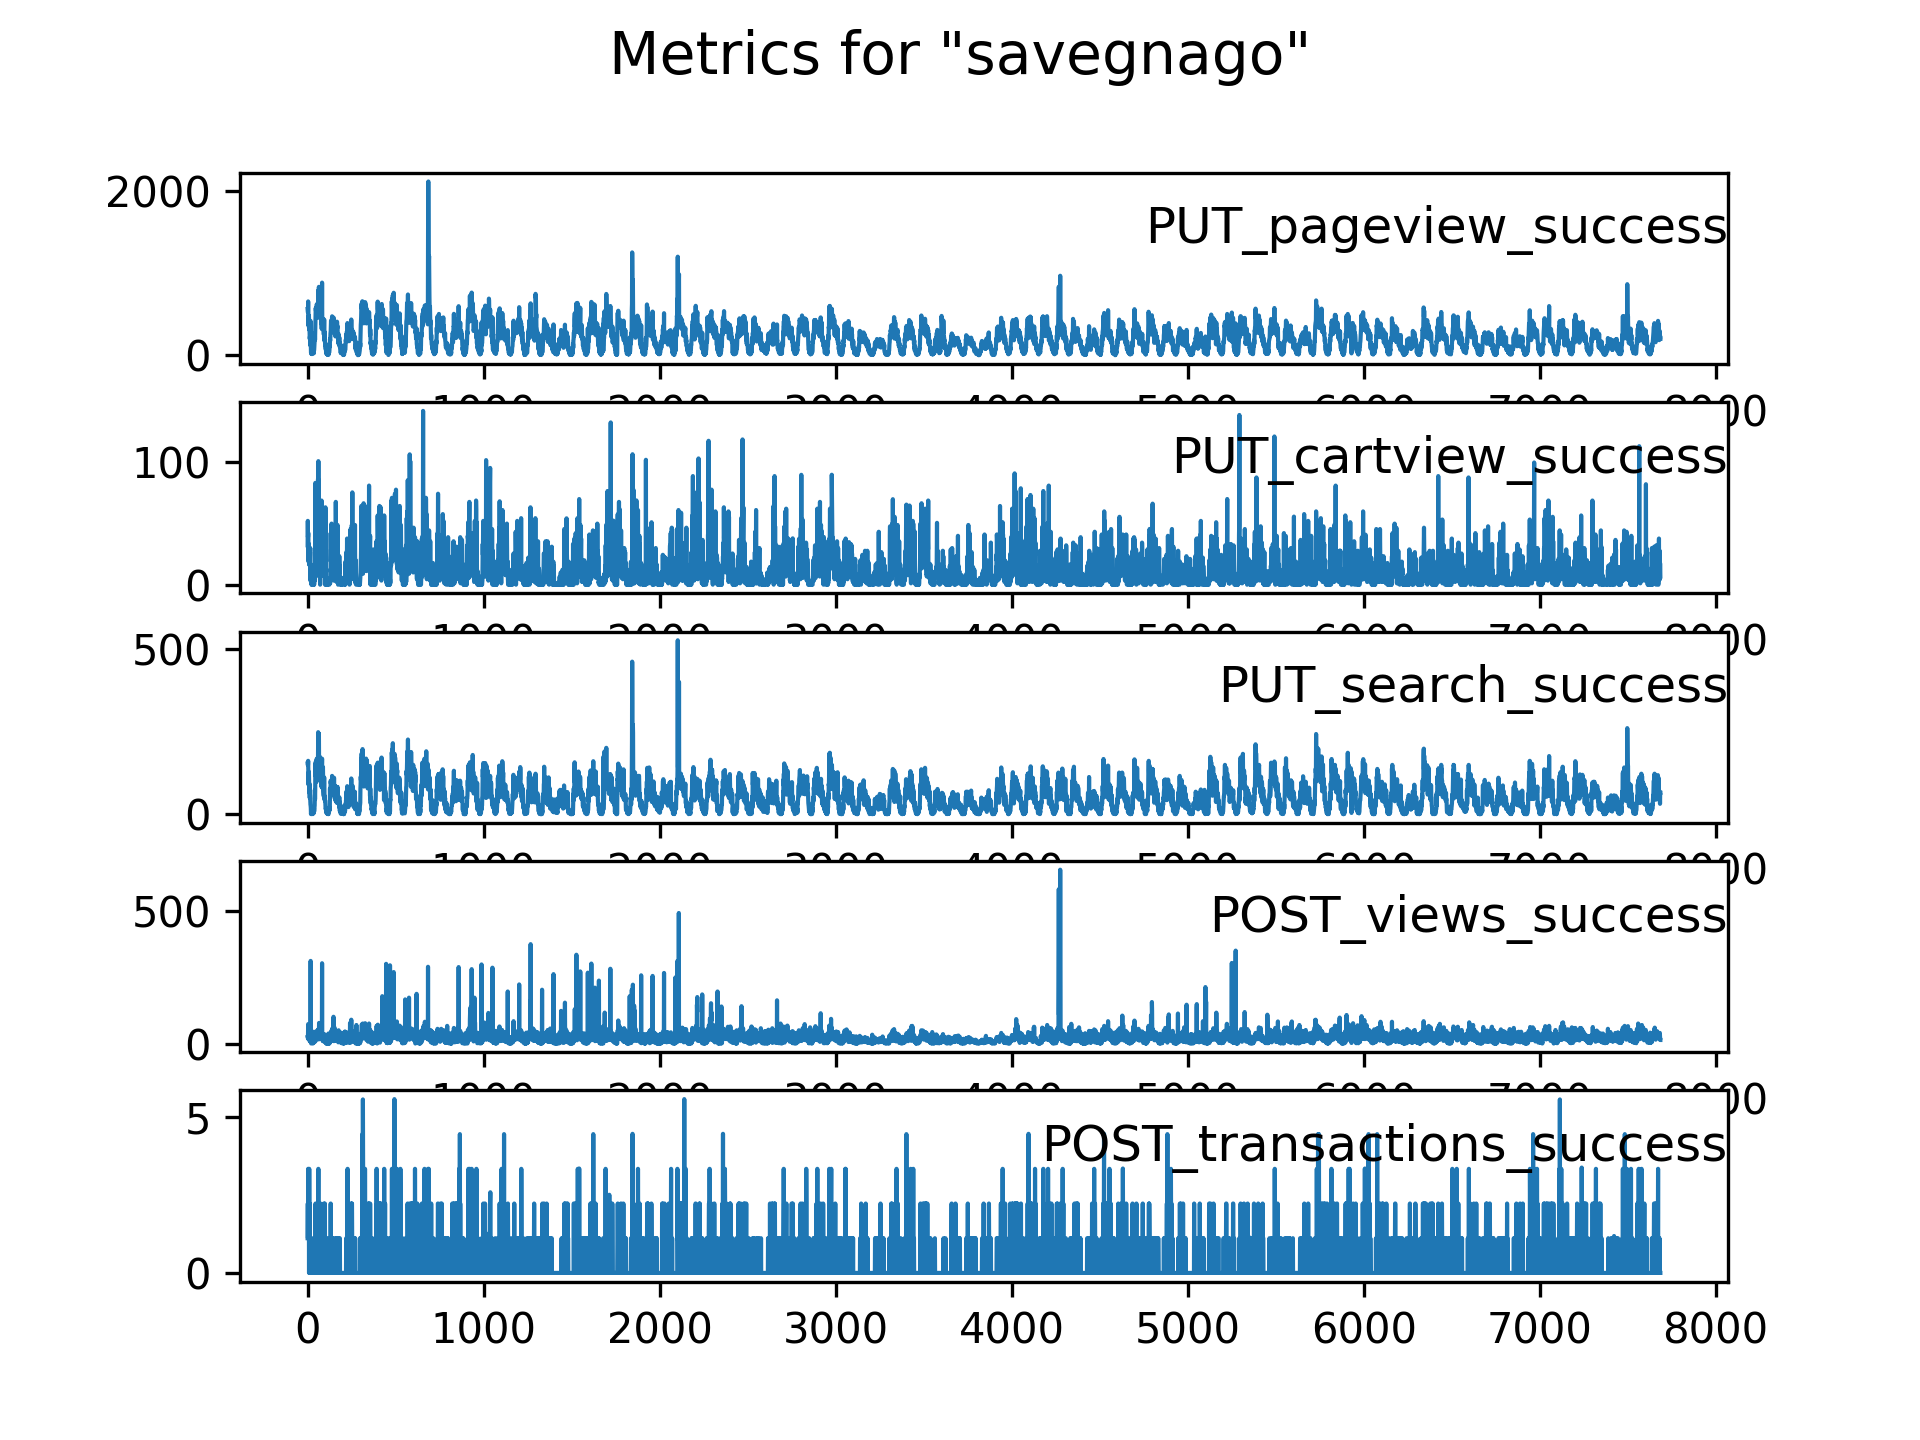 Metrics for "savegnago"
2000
0
PUT_pageview_success
100
0
PUT_cartview_success
500
0
PUT_search_success
500
0
POST_views_success
5
0
POST_transactions_success
0 1000 2000 3000 4000 5000 6000 7000 8000